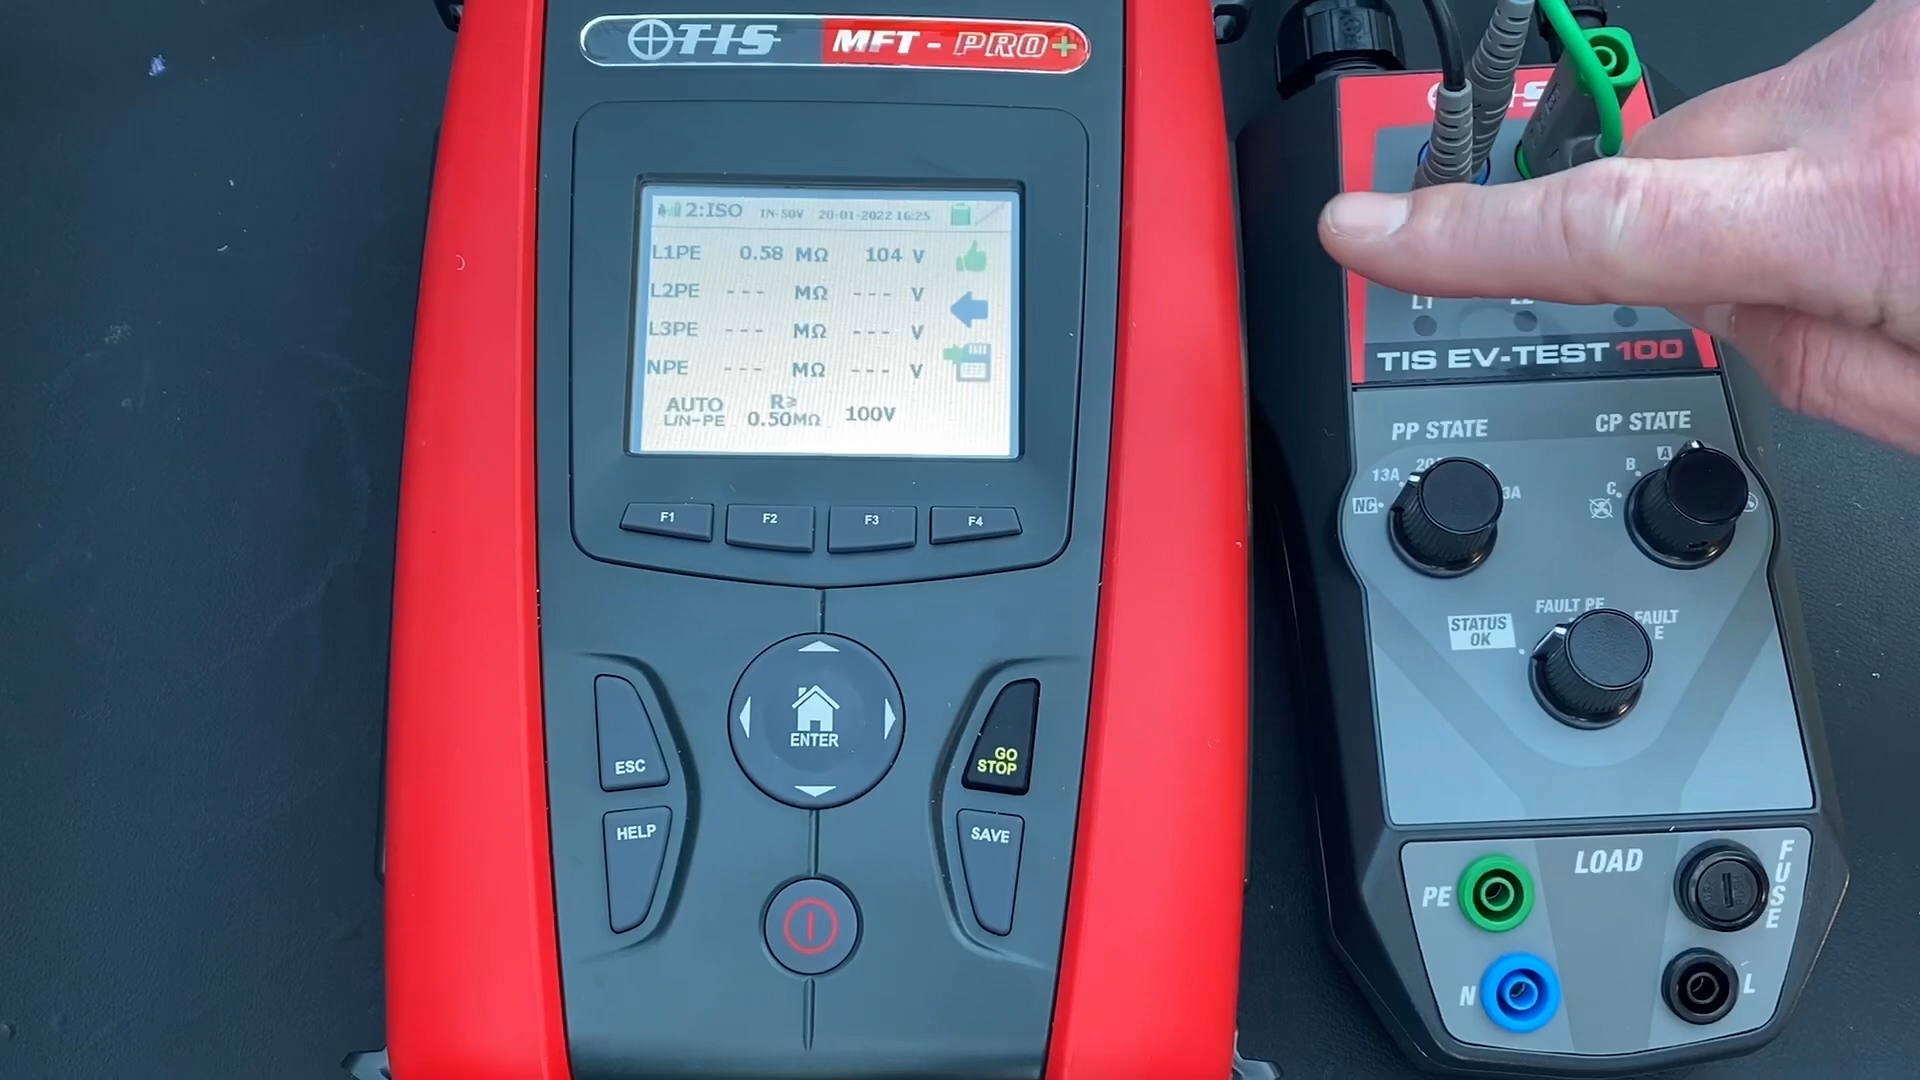 TIS MFT - PRO+
2:ISO TN-50V 20-01-2022 16:25
L1PE 0.58 MΩ 104 V
L2PE --- MΩ --- V
L3PE --- MΩ --- V
NPE --- MΩ --- V
AUTO R≥
L/N-PE 0.50MΩ 100V
F1 F2 F3 F4
ENTER
ESC
GO
STOP
HELP
SAVE
L1
TIS EV-TEST 100
PP STATE
CP STATE
NC
13A
A
B
C
STATUS
OK
FAULT PE
FAULT
E
LOAD
PE
FUSE
N
L